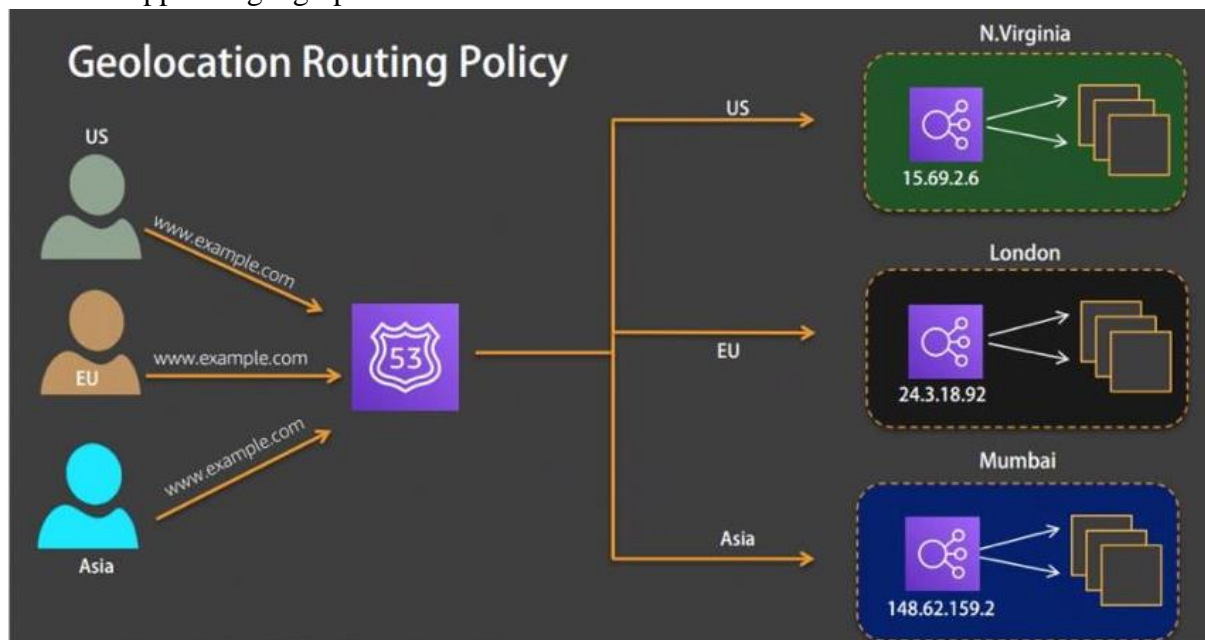 Geolocation Routing Policy
US
www.example.com
EU
www.example.com
Asia
www.example.com
53
US
EU
Asia
N.Virginia
15.69.2.6
London
24.3.18.92
Mumbai
148.62.159.2